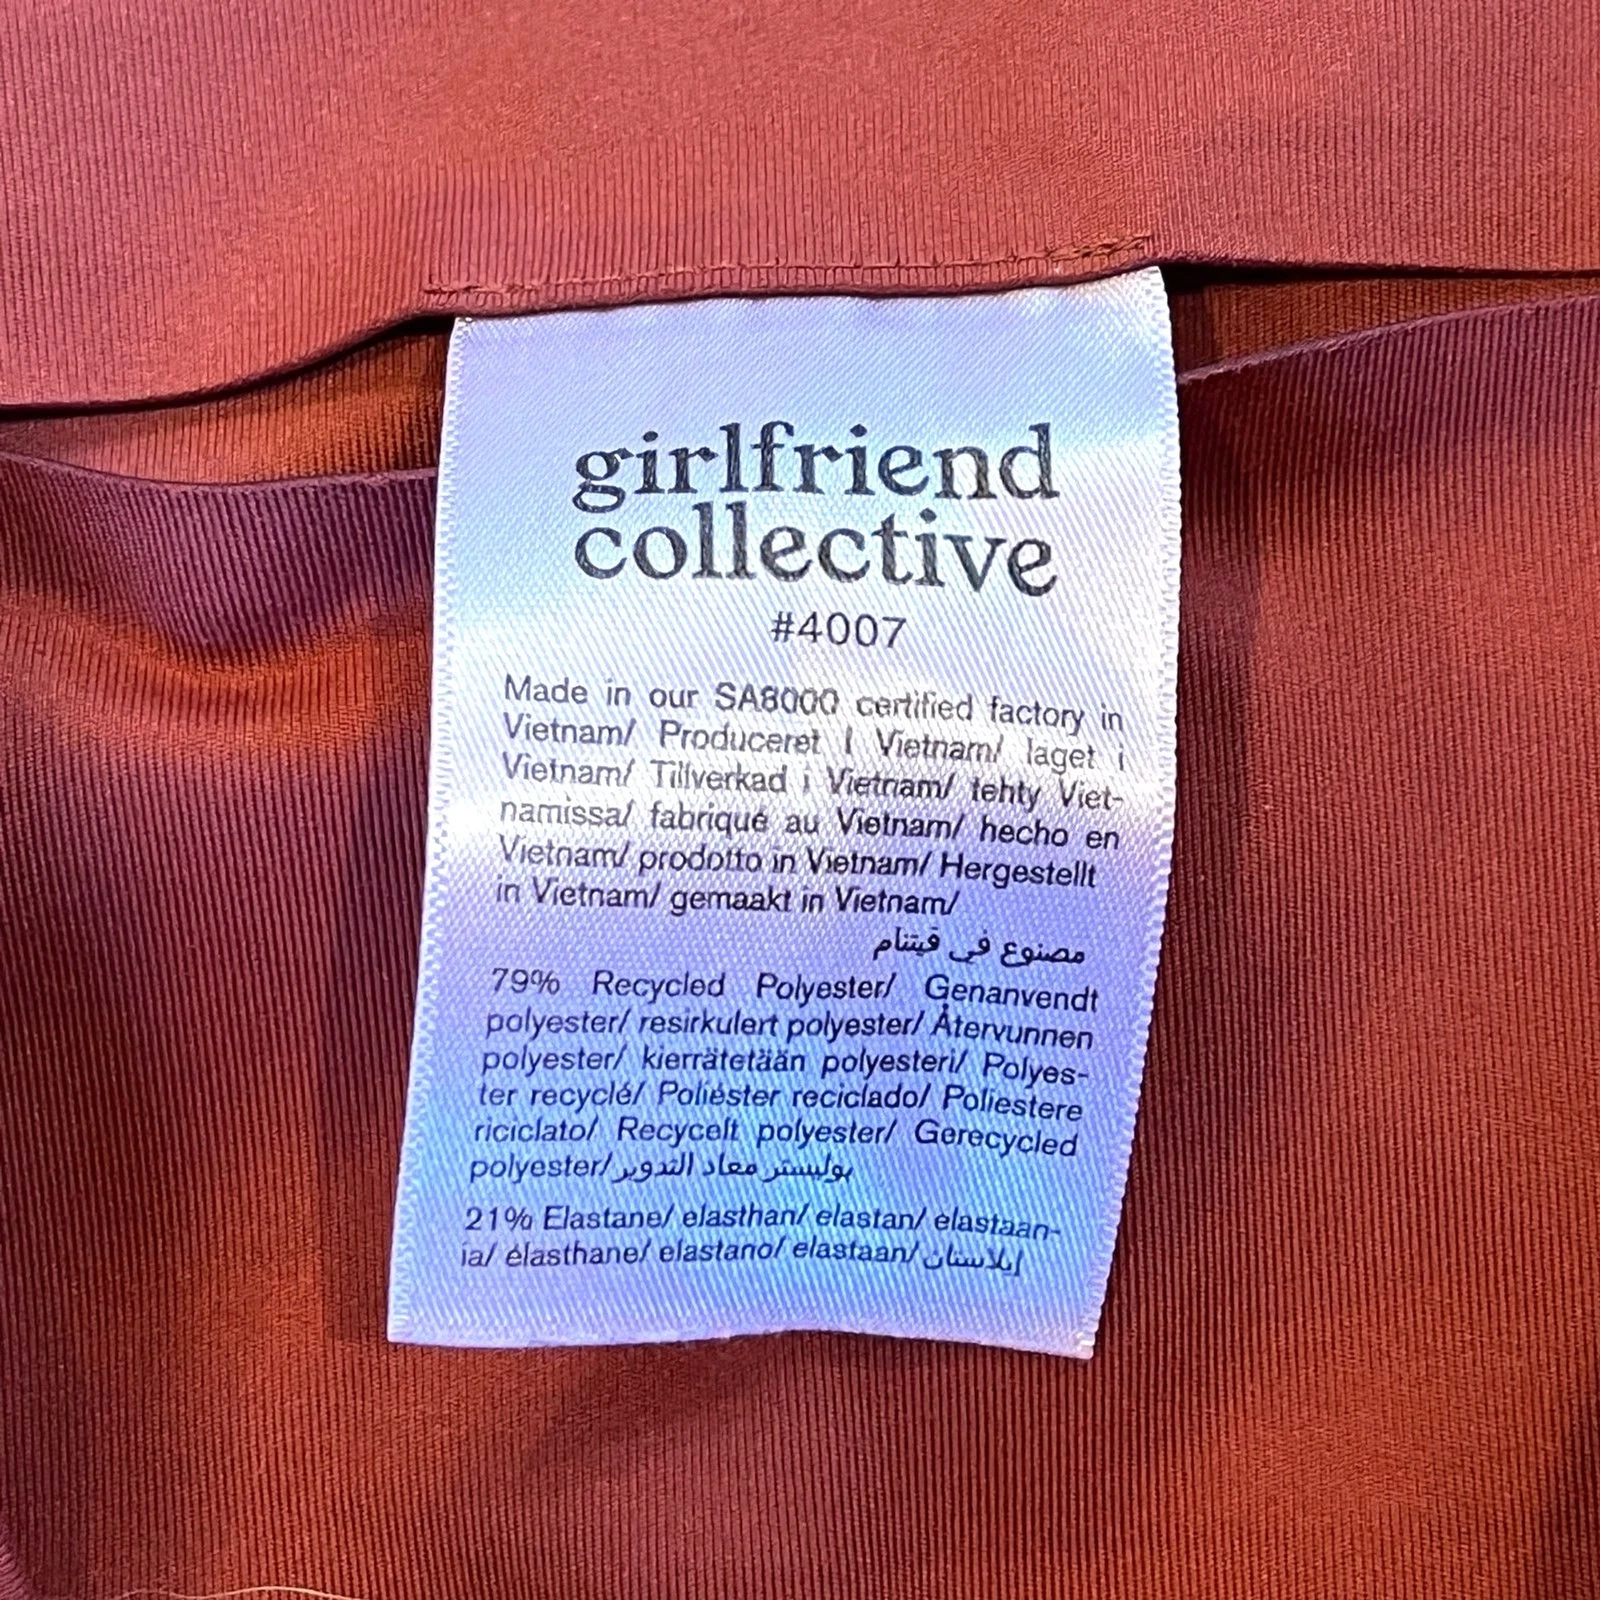 girlfriend
collective
#4007
Made in our SA8000 certified factory in
Vietnam/ Produceret I Vietnam/ laget i
Vietnam/ Tillverkad i Vietnam/ tehty Viet-
namissa/ fabriqué au Vietnam/ hecho en
Vietnam/ prodotto in Vietnam/ Hergestellt
in Vietnam/ gemaakt in Vietnam/
مصنوع في فيتنام
79% Recycled Polyester/ Genanvendt
polyester/ resirkulert polyester/ Återvunnen
polyester/ kierrätetään polyesteri/ Polyes-
ter recyclé/ Poliéster reciclado/ Poliestere
riciclato/ Recycelt polyester/ Gerecycled
polyester/ بوليستر معاد التدوير
21% Elastane/ elasthan/ elastan/ elastaan-
ia/ élasthane/ elastano/ elastaan/ إيلاستان